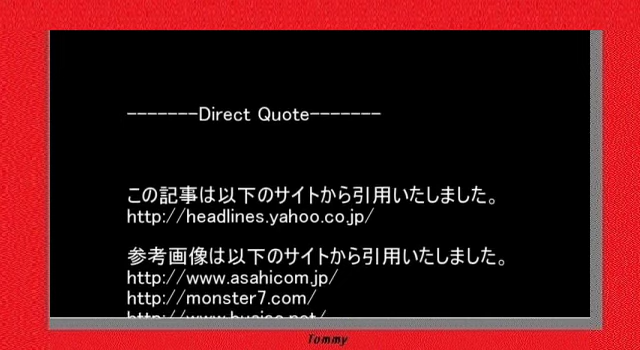 -------Direct Quote-------
この記事は以下のサイトから引用いたしました。
http://headlines.yahoo.co.jp/
参考画像は以下のサイトから引用いたしました。
http://www.asahicom.jp/
http://monster7.com/
Tommy